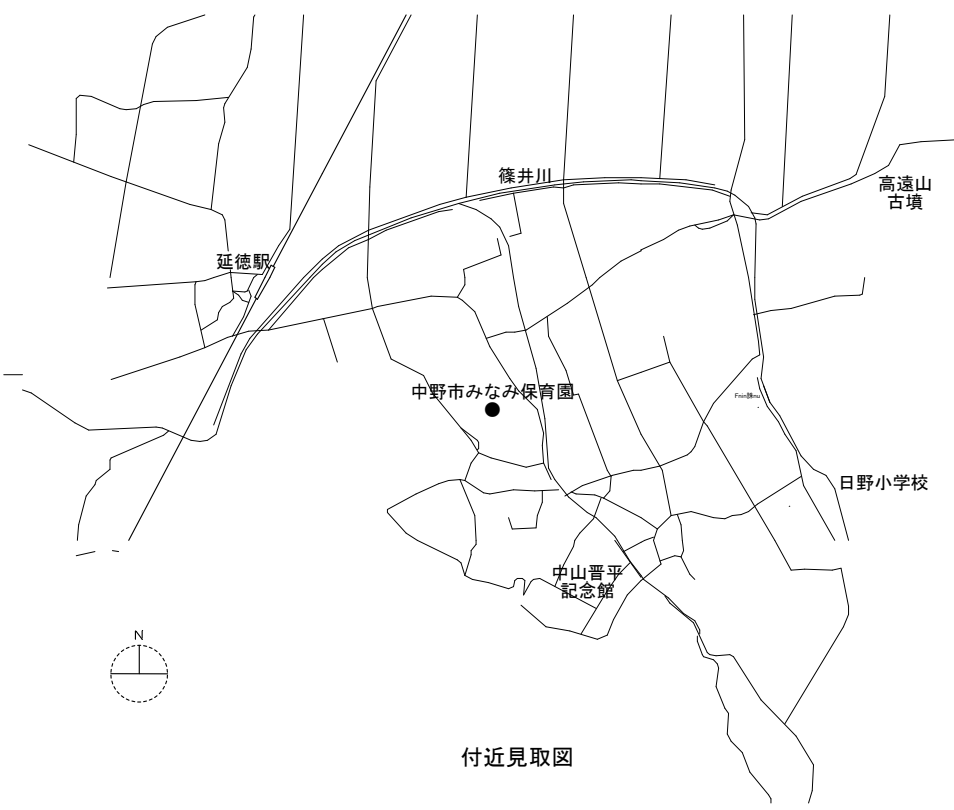 篠井川
高遠山
古墳
延徳駅
中野市みなみ保育園
日野小学校
中山晋平
記念館
N
付近見取図